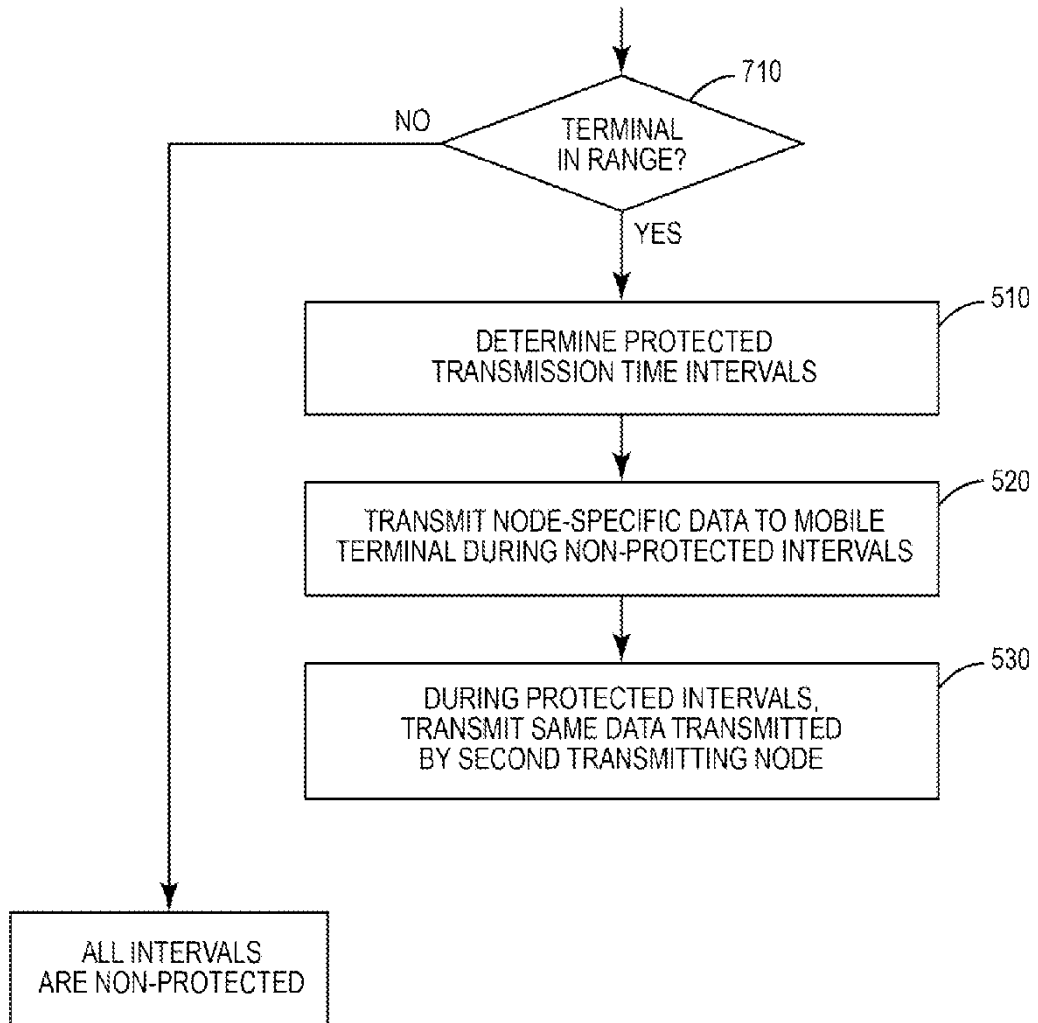 710
NO
TERMINAL
IN RANGE?
YES
510
DETERMINE PROTECTED
TRANSMISSION TIME INTERVALS
520
TRANSMIT NODE-SPECIFIC DATA TO MOBILE
TERMINAL DURING NON-PROTECTED INTERVALS
530
DURING PROTECTED INTERVALS,
TRANSMIT SAME DATA TRANSMITTED
BY SECOND TRANSMITTING NODE
ALL INTERVALS
ARE NON-PROTECTED